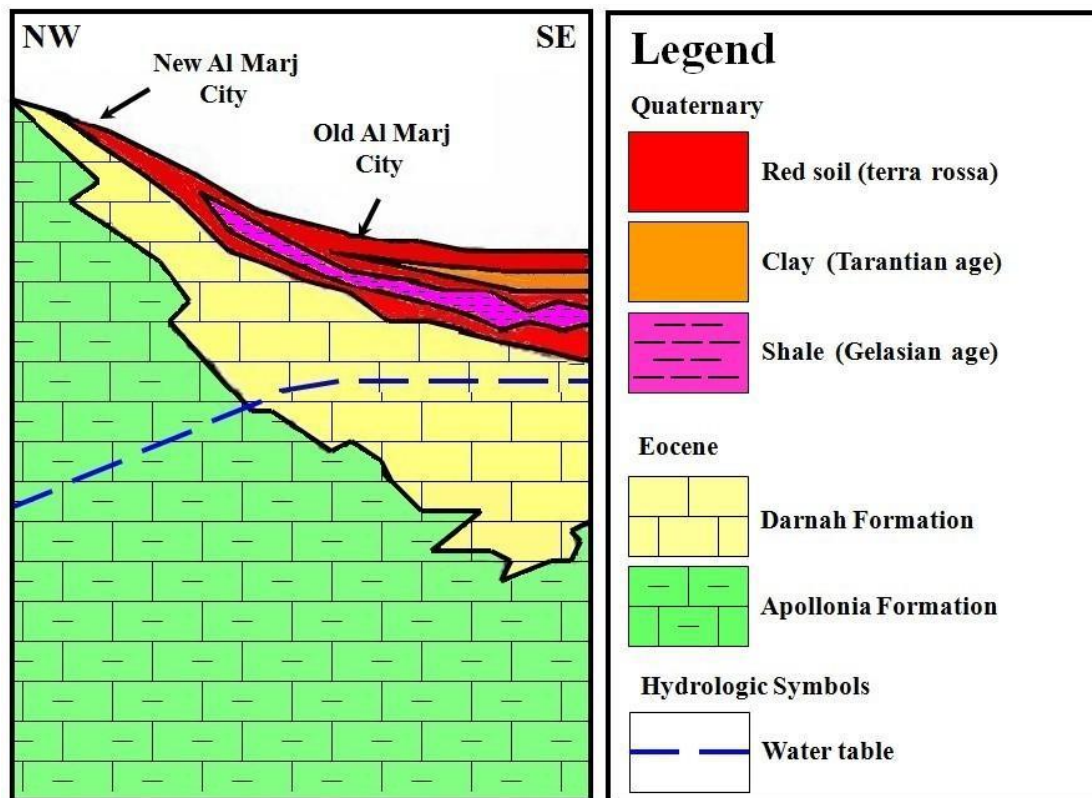 NW
SE
New Al Marj
City
Old Al Marj
City
Legend
Quaternary
Red soil (terra rossa)
Clay (Tarantian age)
Shale (Gelasian age)
Eocene
Darnah Formation
Apollonia Formation
Hydrologic Symbols
Water table